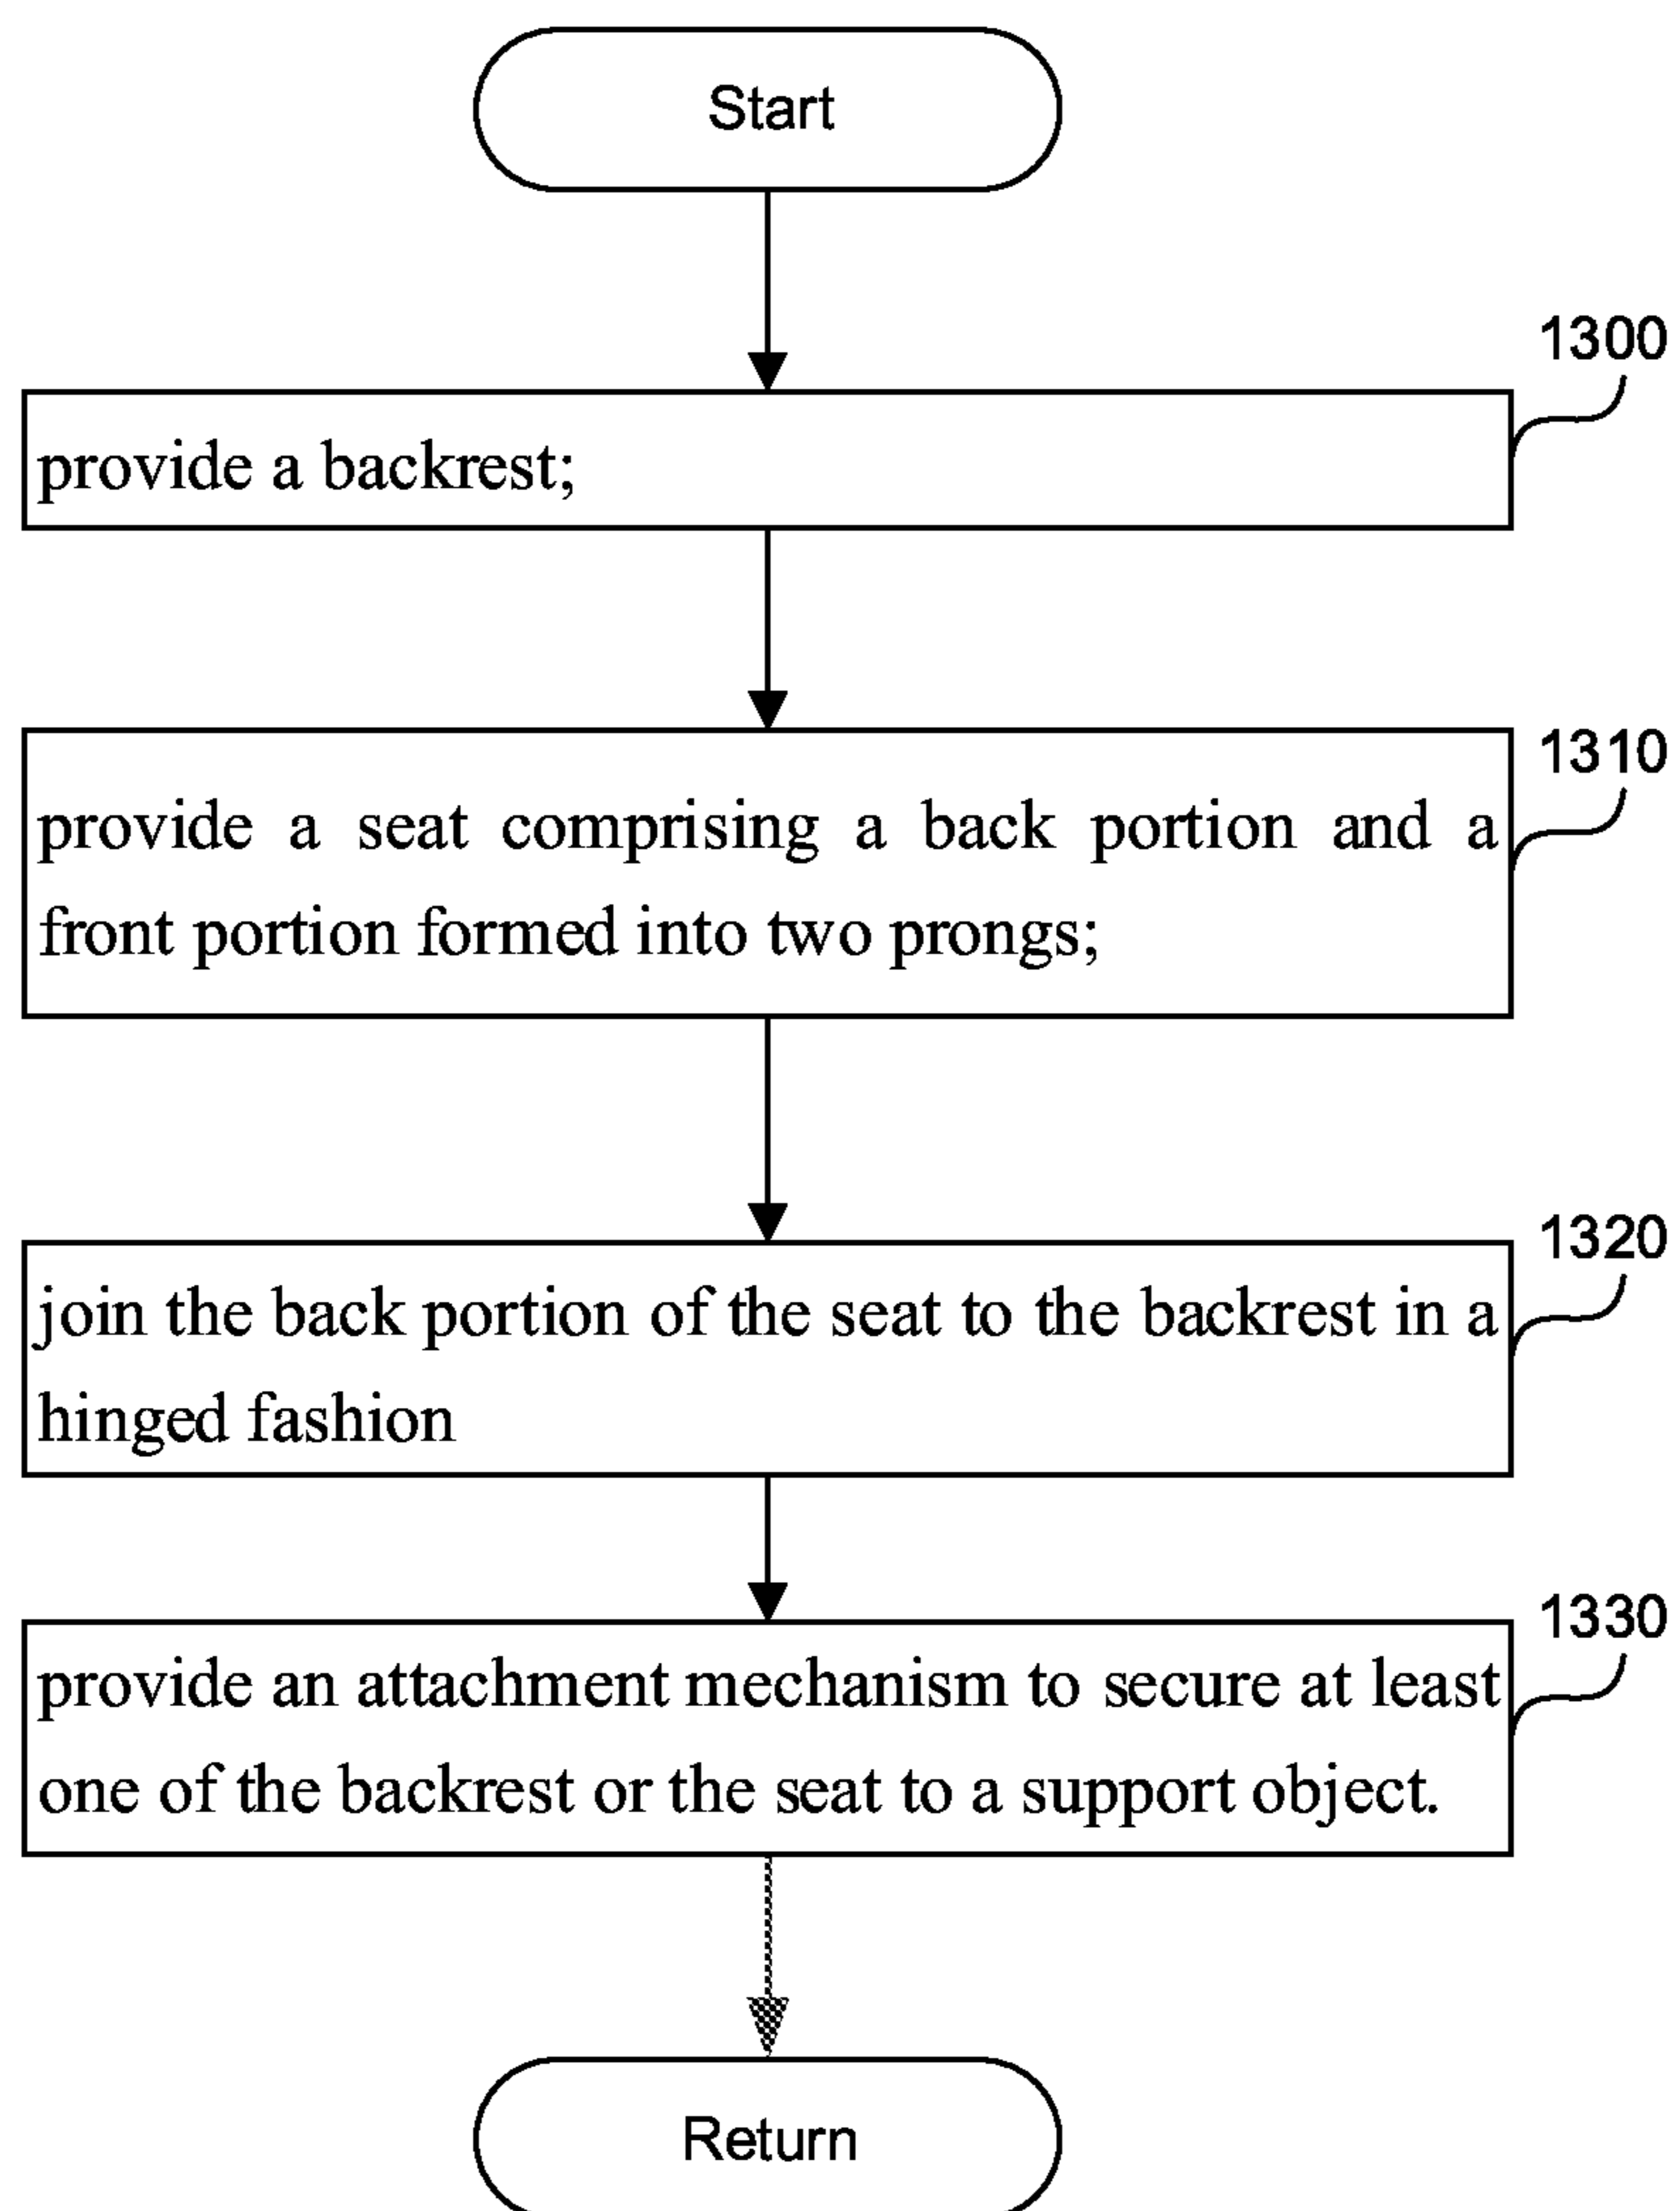 Start
1300
provide a backrest;
1310
provide a seat comprising a back portion and a
front portion formed into two prongs;
1320
join the back portion of the seat to the backrest in a
hinged fashion
1330
provide an attachment mechanism to secure at least
one of the backrest or the seat to a support object.
Return